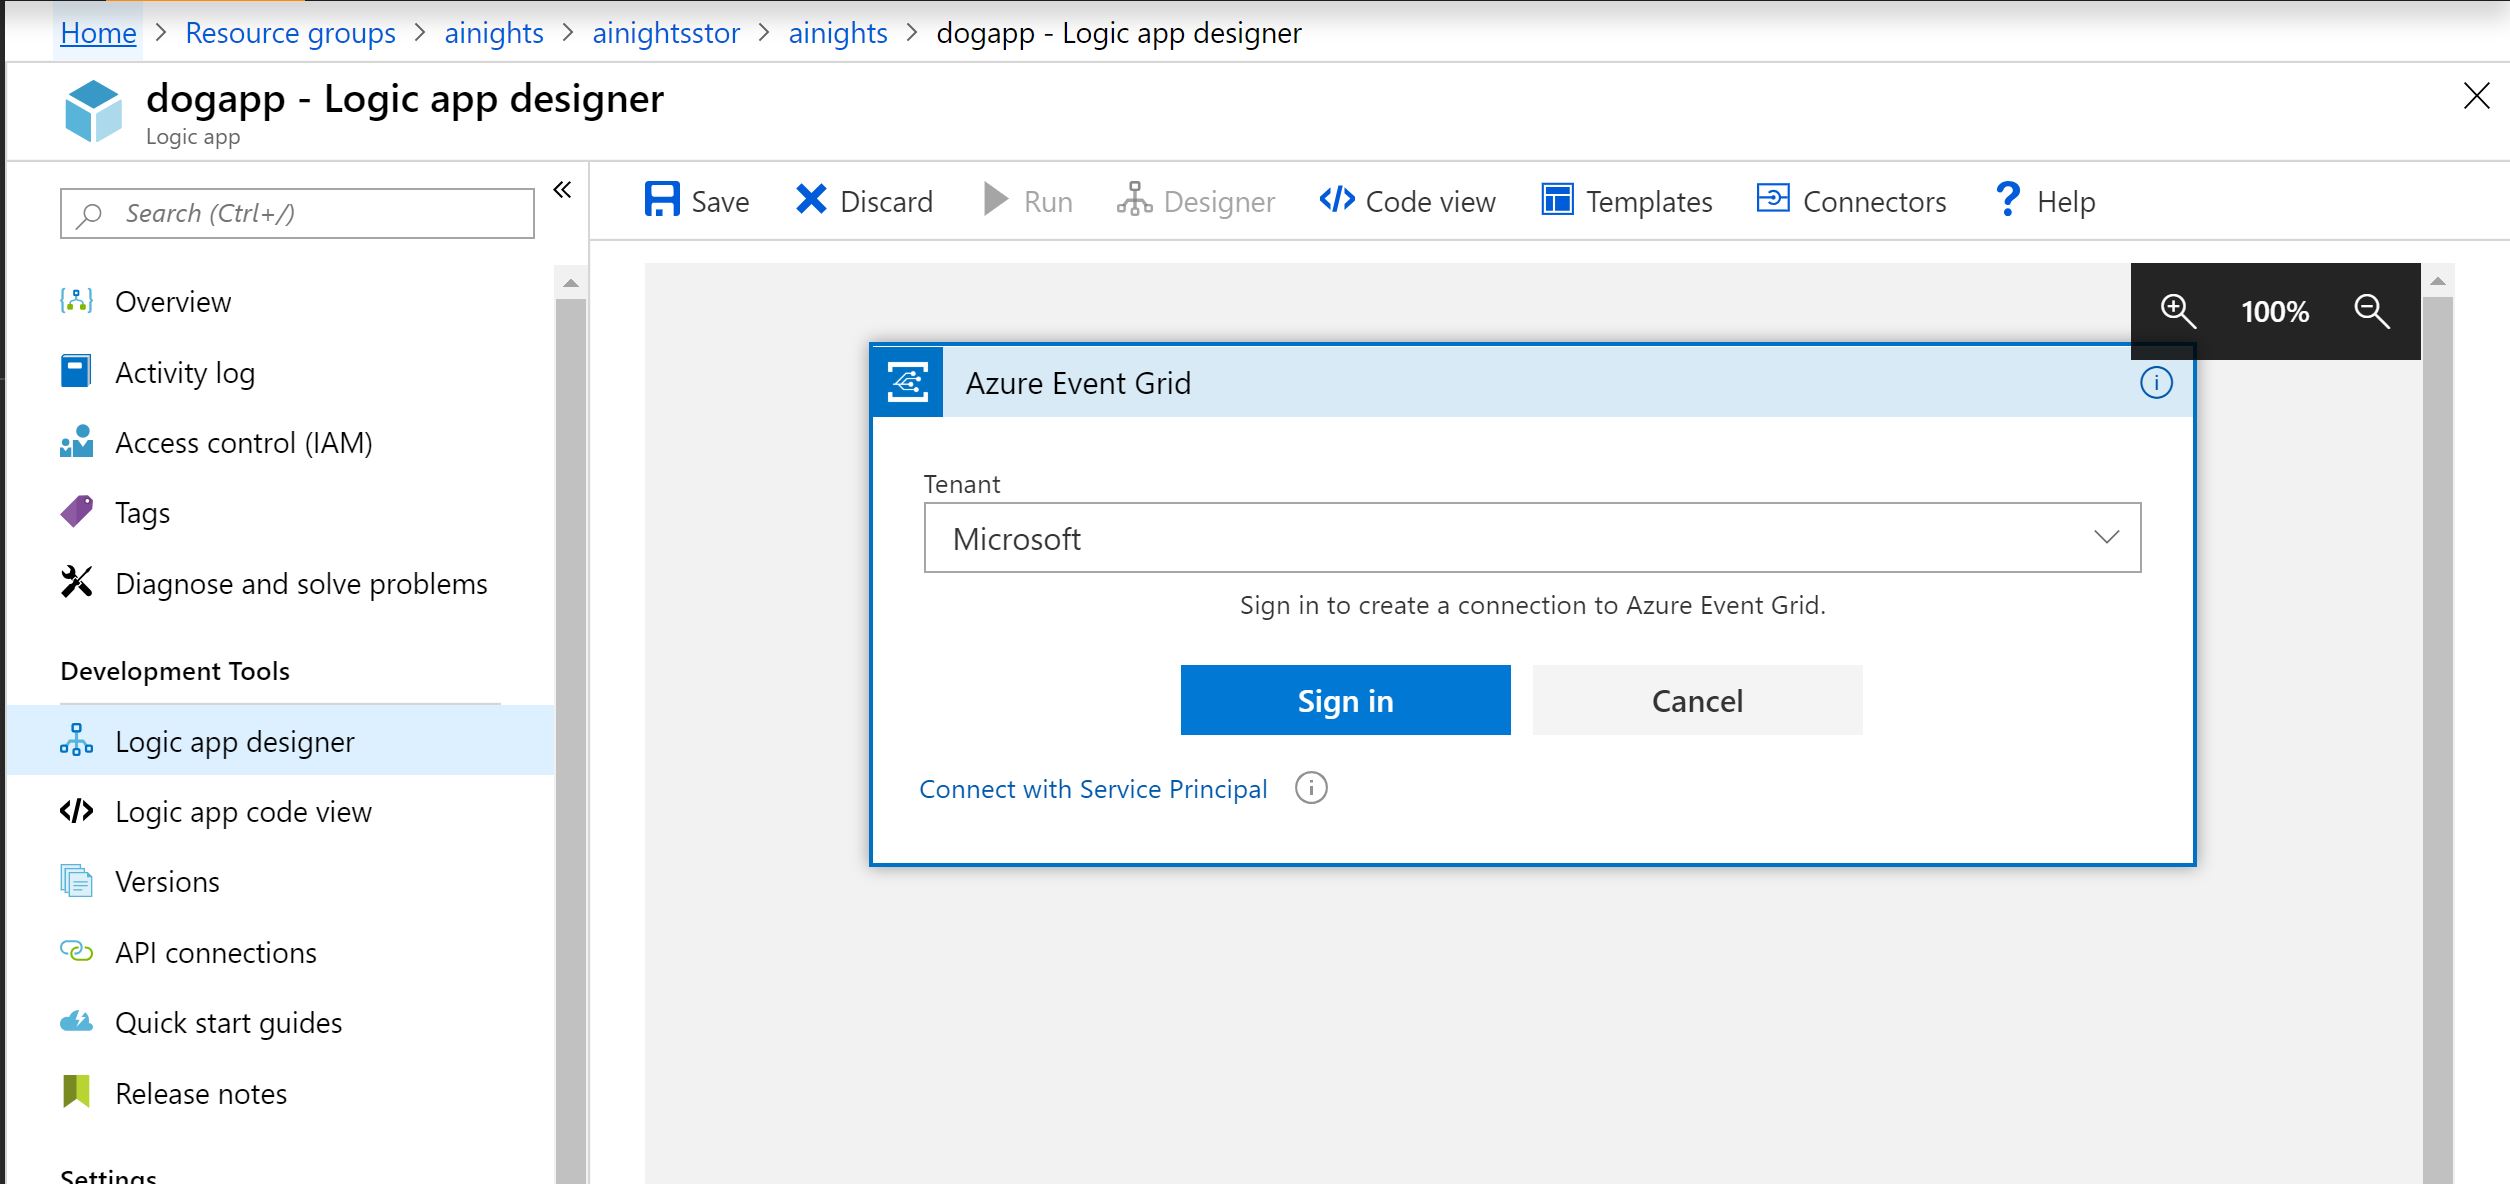 Home > Resource groups > ainights > ainightsstor > ainights > dogapp - Logic app designer
dogapp - Logic app designer
Logic app
Search (Ctrl+/)
«
Overview
Activity log
Access control (IAM)
Tags
Diagnose and solve problems
Development Tools
Logic app designer
Logic app code view
Versions
API connections
Quick start guides
Release notes
Settings
Save Discard Run Designer Code view Templates Connectors Help
100%
Azure Event Grid
Tenant
Microsoft
Sign in to create a connection to Azure Event Grid.
Sign in Cancel
Connect with Service Principal